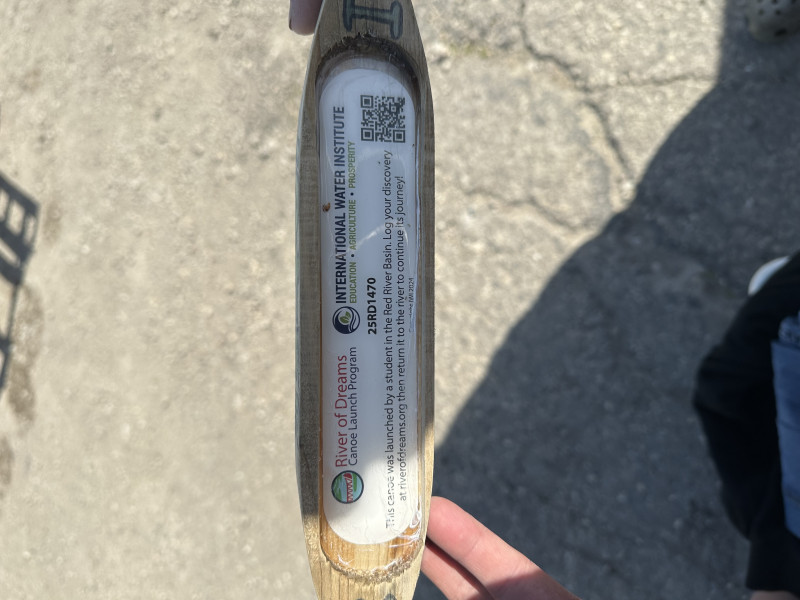 River of Dreams
Canoe Launch Program
INTERNATIONAL WATER INSTITUTE
EDUCATION • AGRICULTURE • PROSPERITY
25RD1470
This canoe was launched by a student in the Red River Basin. Log your discovery
at riverofdreams.org then return it to the river to continue its journey!
IWI 2024